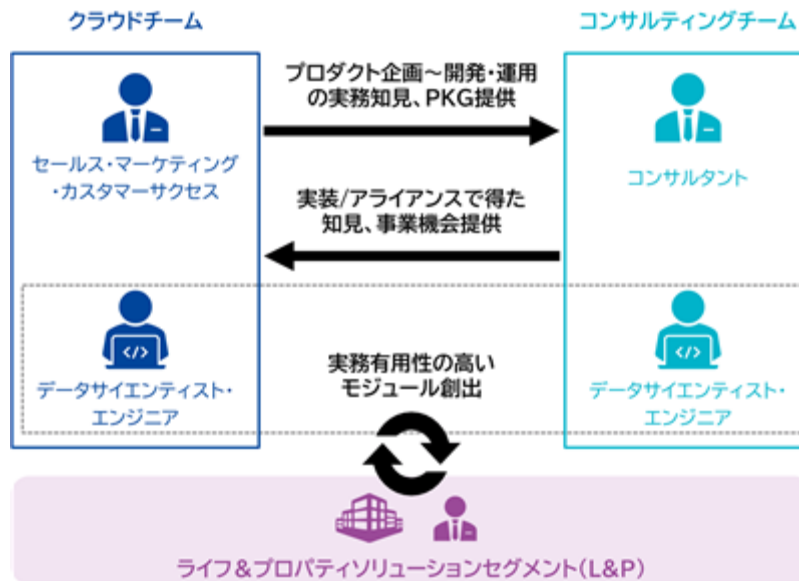 クラウドチーム
コンサルティングチーム
プロダクト企画～開発・運用
の実務知見、PKG提供
セールス・マーケティング
・カスタマーサクセス
コンサルタント
実装/アライアンスで得た
知見、事業機会提供
</>
</>
実務有用性の高い
モジュール創出
データサイエンティスト・
エンジニア
データサイエンティスト・
エンジニア
ライフ&プロパティソリューションセグメント(L&P)